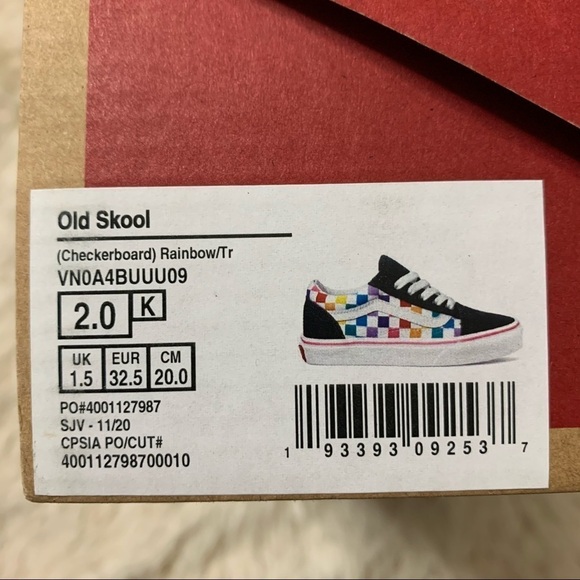 Old Skool
(Checkerboard) Rainbow/Tr
VN0A4BUUU09
2.0 K
UK EUR CM
1.5 32.5 20.0
PO#4001127987
SJV - 11/20
CPSIA PO/CUT#
400112798700010
1 93393 09253 7